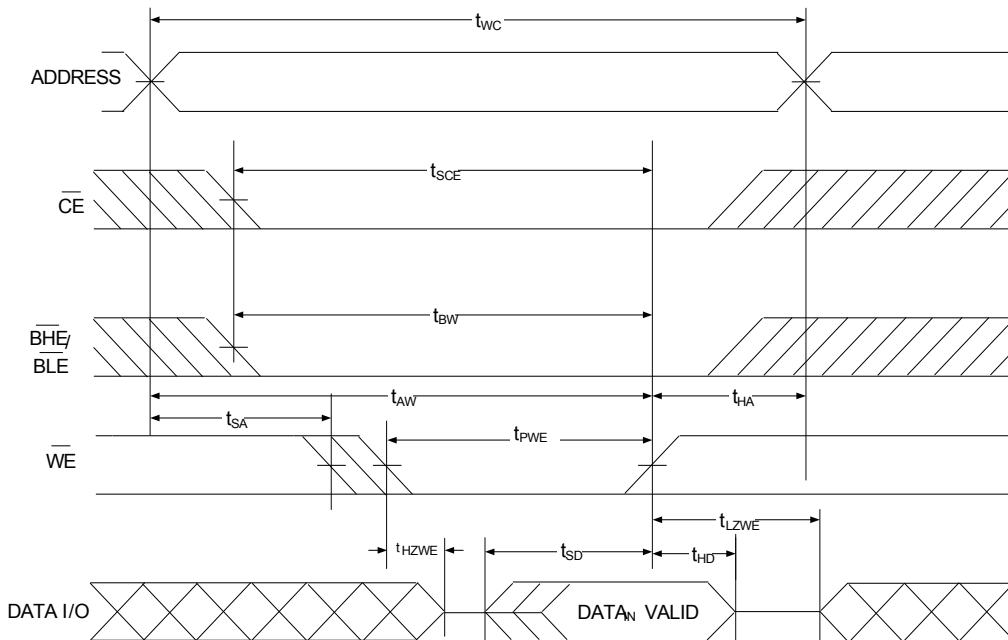 tWC
ADDRESS
tSCE
CE
tBW
BHE/
BLE
tAW
tHA
tSA
tPWE
WE
tLZWE
tHZWE
tSD
tHD
DATA I/O
DATAIN VALID